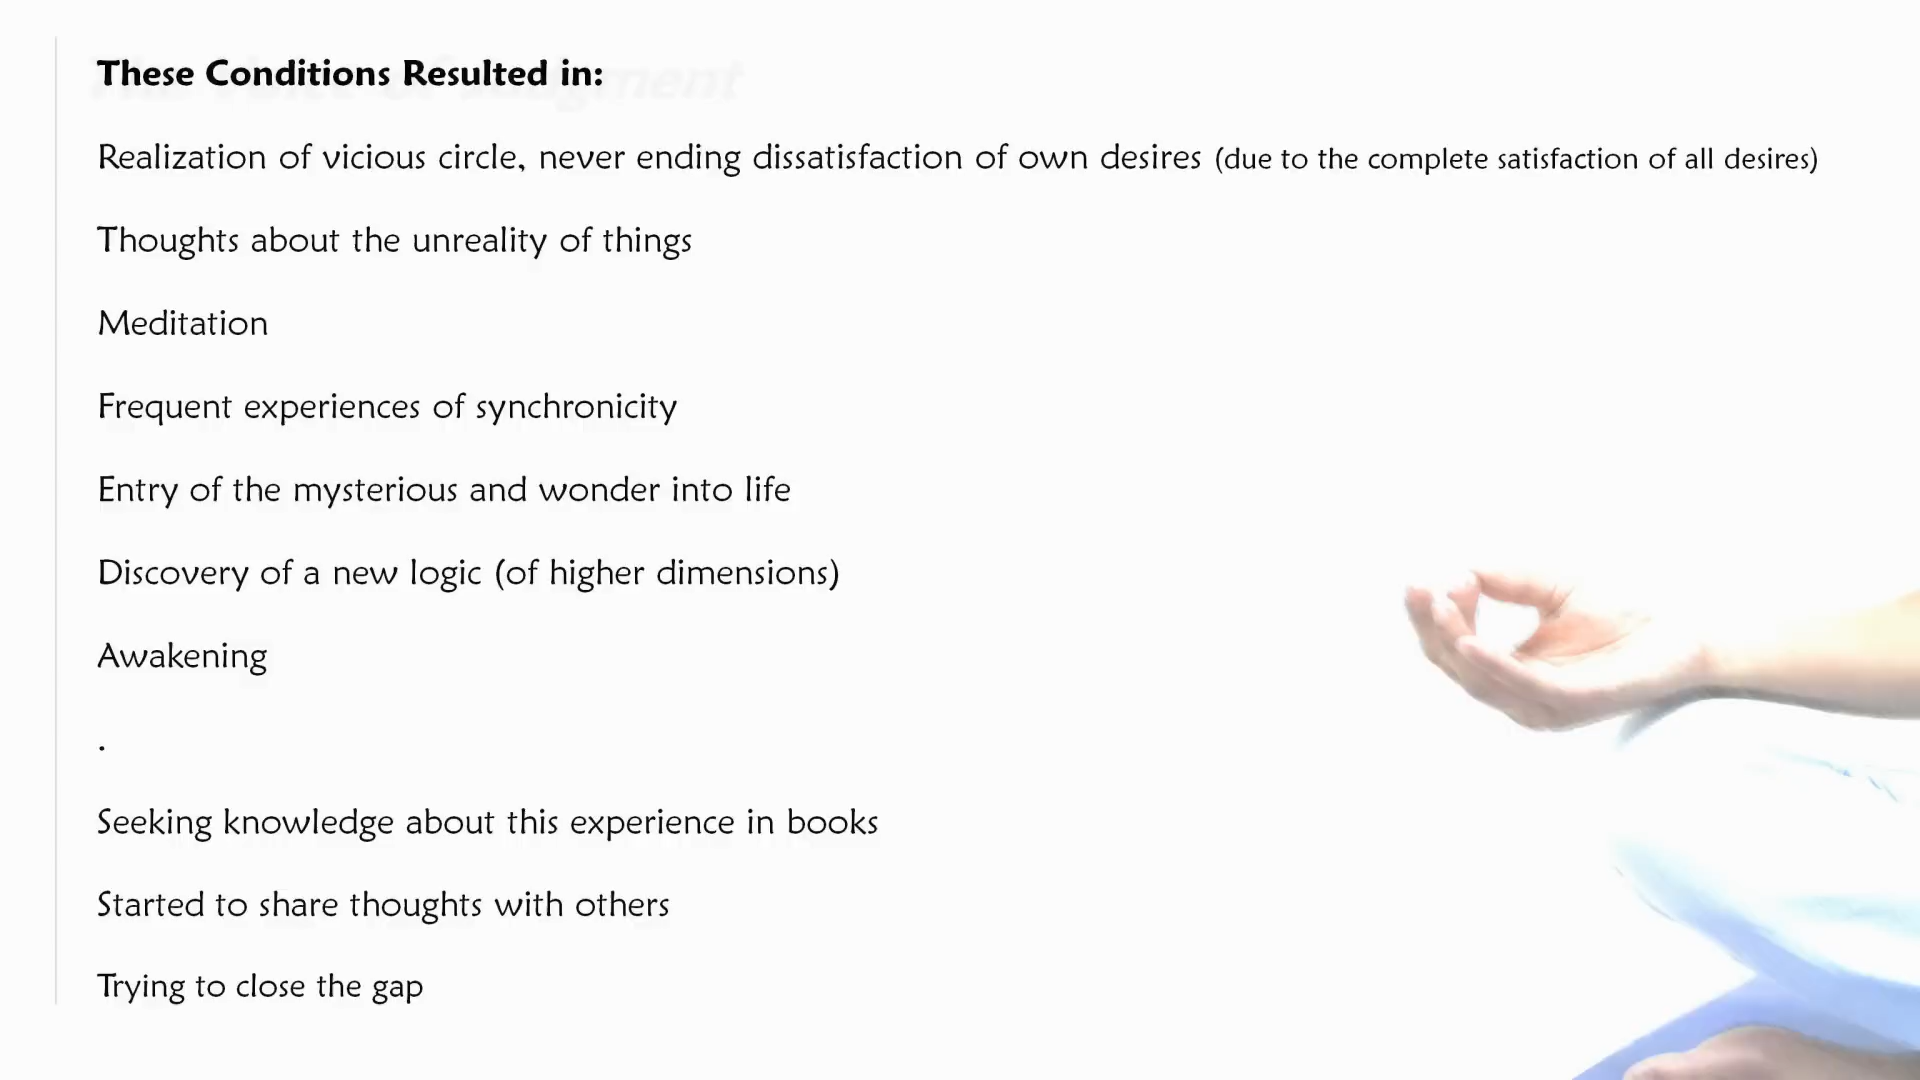 These Conditions Resulted in:
Realization of vicious circle, never ending dissatisfaction of own desires (due to the complete satisfaction of all desires)
Thoughts about the unreality of things
Meditation
Frequent experiences of synchronicity
Entry of the mysterious and wonder into life
Discovery of a new logic (of higher dimensions)
Awakening
.
Seeking knowledge about this experience in books
Started to share thoughts with others
Trying to close the gap